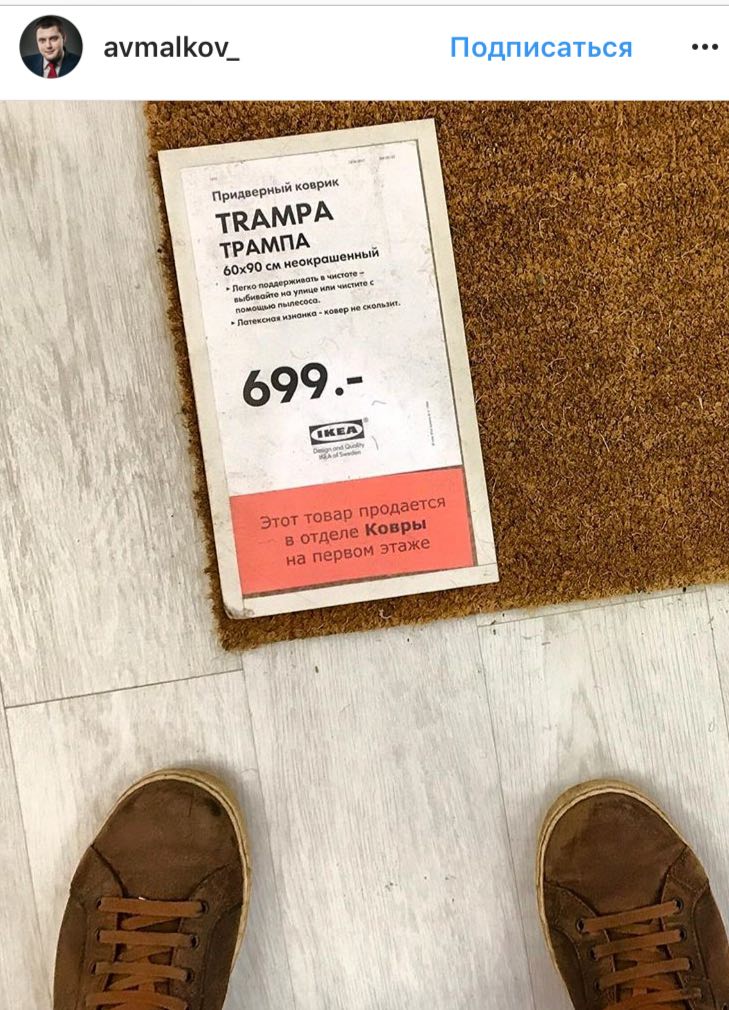 avmalkov_
Подписаться
Придверный коврик
TRAMPA
ТРАМПА
60x90 см неокрашенный
▸ Легко поддерживать в чистоте –
выбивайте на улице или чистите с
помощью пылесоса.
▸ Латексная изнанка - ковер не скользит.
699.-
IKEA®
Design and Quality
IKEA of Sweden
Этот товар продается
в отделе Ковры
на первом этаже